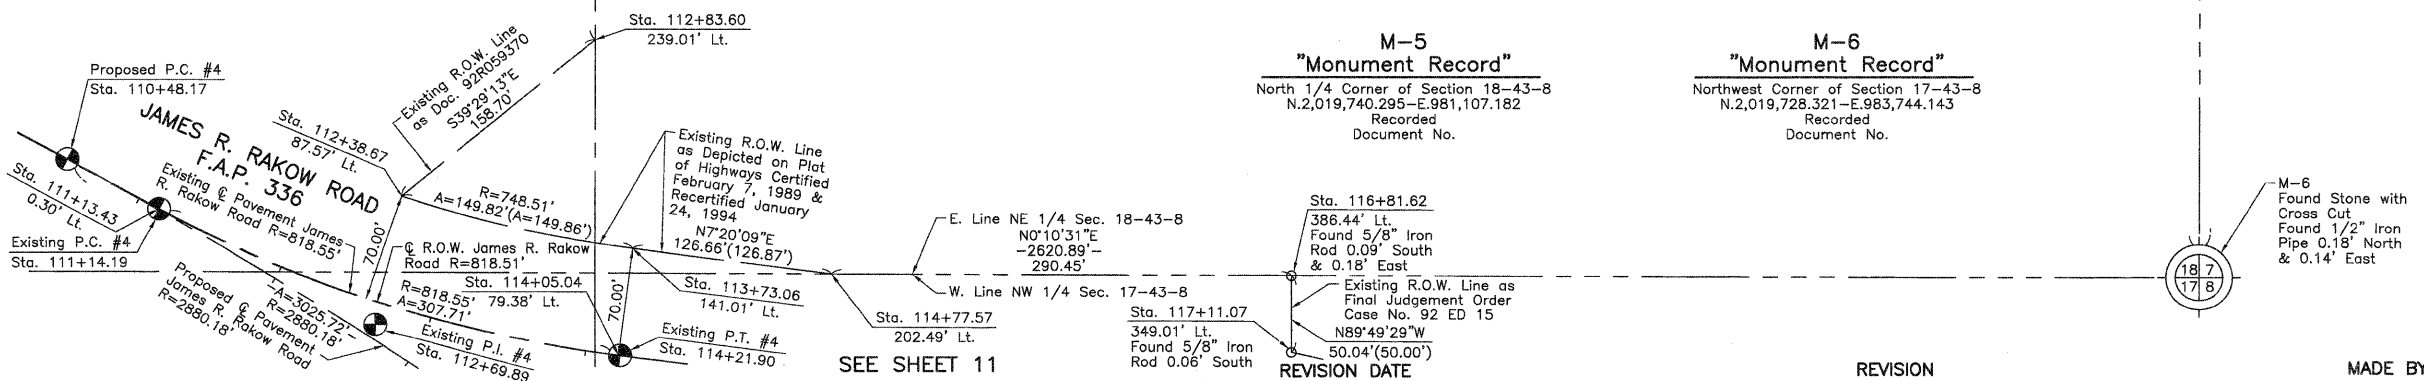 Sta. 112+83.60
239.01' Lt.
Proposed P.C. #4
Sta. 110+48.17
JAMES R. RAKOW ROAD
F.A.P. 336
Existing ℄ Pavement James
R. Rakow Road R=818.55'
Sta. 112+38.67
87.57' Lt.
Existing R.O.W. Line
as Doc. 92R059370
S39°29'13"E
158.70'
Sta. 111+13.43
0.30' Lt.
Existing P.C. #4
Sta. 111+14.19
R=748.51'
A=149.82'(A=149.86')
70.00'
℄ R.O.W. James R. Rakow
Road R=818.51'
R=818.55'
A=307.71'
Proposed ℄ Pavement
James R. Rakow Road
R=2880.18'
A=3025.72'
R=2880.18'
Existing P.I. #4
Sta. 112+69.89
Sta. 114+05.04
79.38' Lt.
Existing R.O.W. Line
as Depicted on Plat
of Highways Certified
February 7, 1989 &
Recertified January
24, 1994
N7°20'09"E
126.66'(126.87')
70.00'
Sta. 113+73.06
141.01' Lt.
Existing P.T. #4
Sta. 114+21.90
Sta. 114+77.57
202.49' Lt.
E. Line NE 1/4 Sec. 18-43-8
N0°10'31"E
-2620.89'-
290.45'
W. Line NW 1/4 Sec. 17-43-8
SEE SHEET 11
M-5
"Monument Record"
North 1/4 Corner of Section 18-43-8
N.2,019,740.295-E.981,107.182
Recorded
Document No.
M-6
"Monument Record"
Northwest Corner of Section 17-43-8
N.2,019,728.321-E.983,744.143
Recorded
Document No.
Sta. 116+81.62
386.44' Lt.
Found 5/8" Iron
Rod 0.09' South
& 0.18' East
Existing R.O.W. Line as
Final Judgement Order
Case No. 92 ED 15
N89°49'29"W
50.04'(50.00')
Sta. 117+11.07
349.01' Lt.
Found 5/8" Iron
Rod 0.06' South
M-6
Found Stone with
Cross Cut
Found 1/2" Iron
Pipe 0.18' North
& 0.14' East
18 7
17 8
REVISION DATE
REVISION
MADE BY